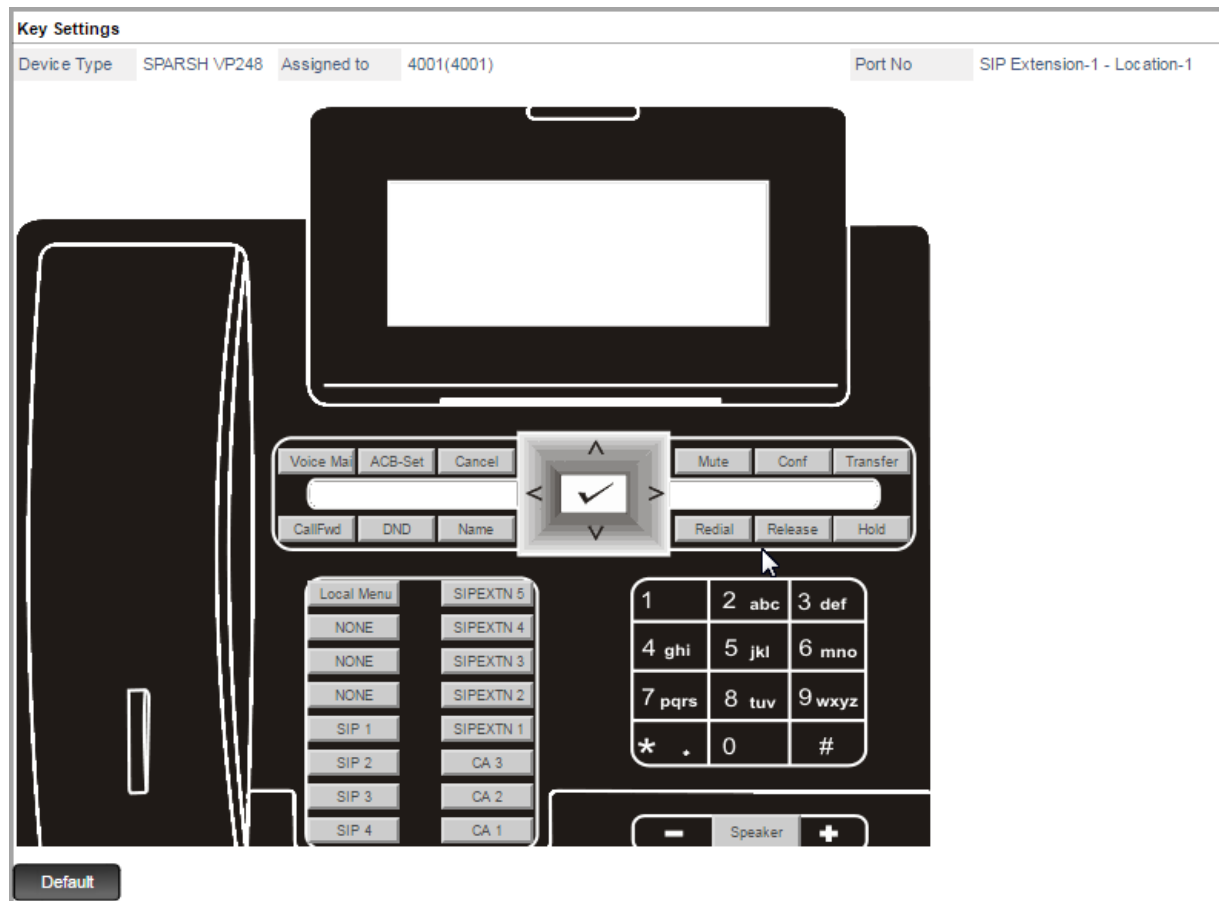 Key Settings
Device Type SPARSH VP248 Assigned to 4001(4001) Port No SIP Extension-1 - Location-1
Voice Mai ACB-Set Cancel Mute Conf Transfer
CallFwd DND Name Redial Release Hold
Local Menu SIPEXTN 5
NONE SIPEXTN 4
NONE SIPEXTN 3
NONE SIPEXTN 2
SIP 1 SIPEXTN 1
SIP 2 CA 3
SIP 3 CA 2
SIP 4 CA 1
1 2 abc 3 def
4 ghi 5 jkl 6 mno
7 pqrs 8 tuv 9 wxyz
* . 0 #
- Speaker +
Default